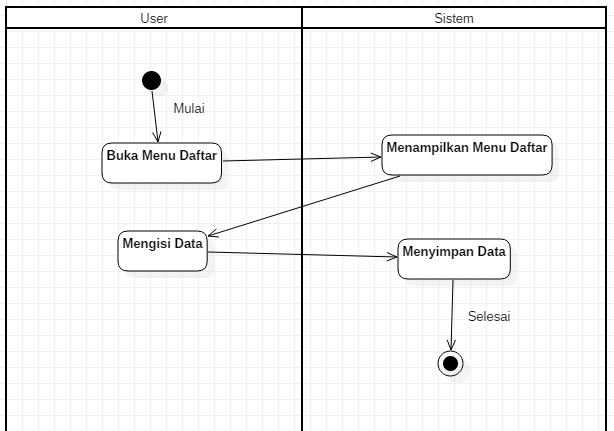 User
Sistem
Mulai
Buka Menu Daftar
Menampilkan Menu Daftar
Mengisi Data
Menyimpan Data
Selesai